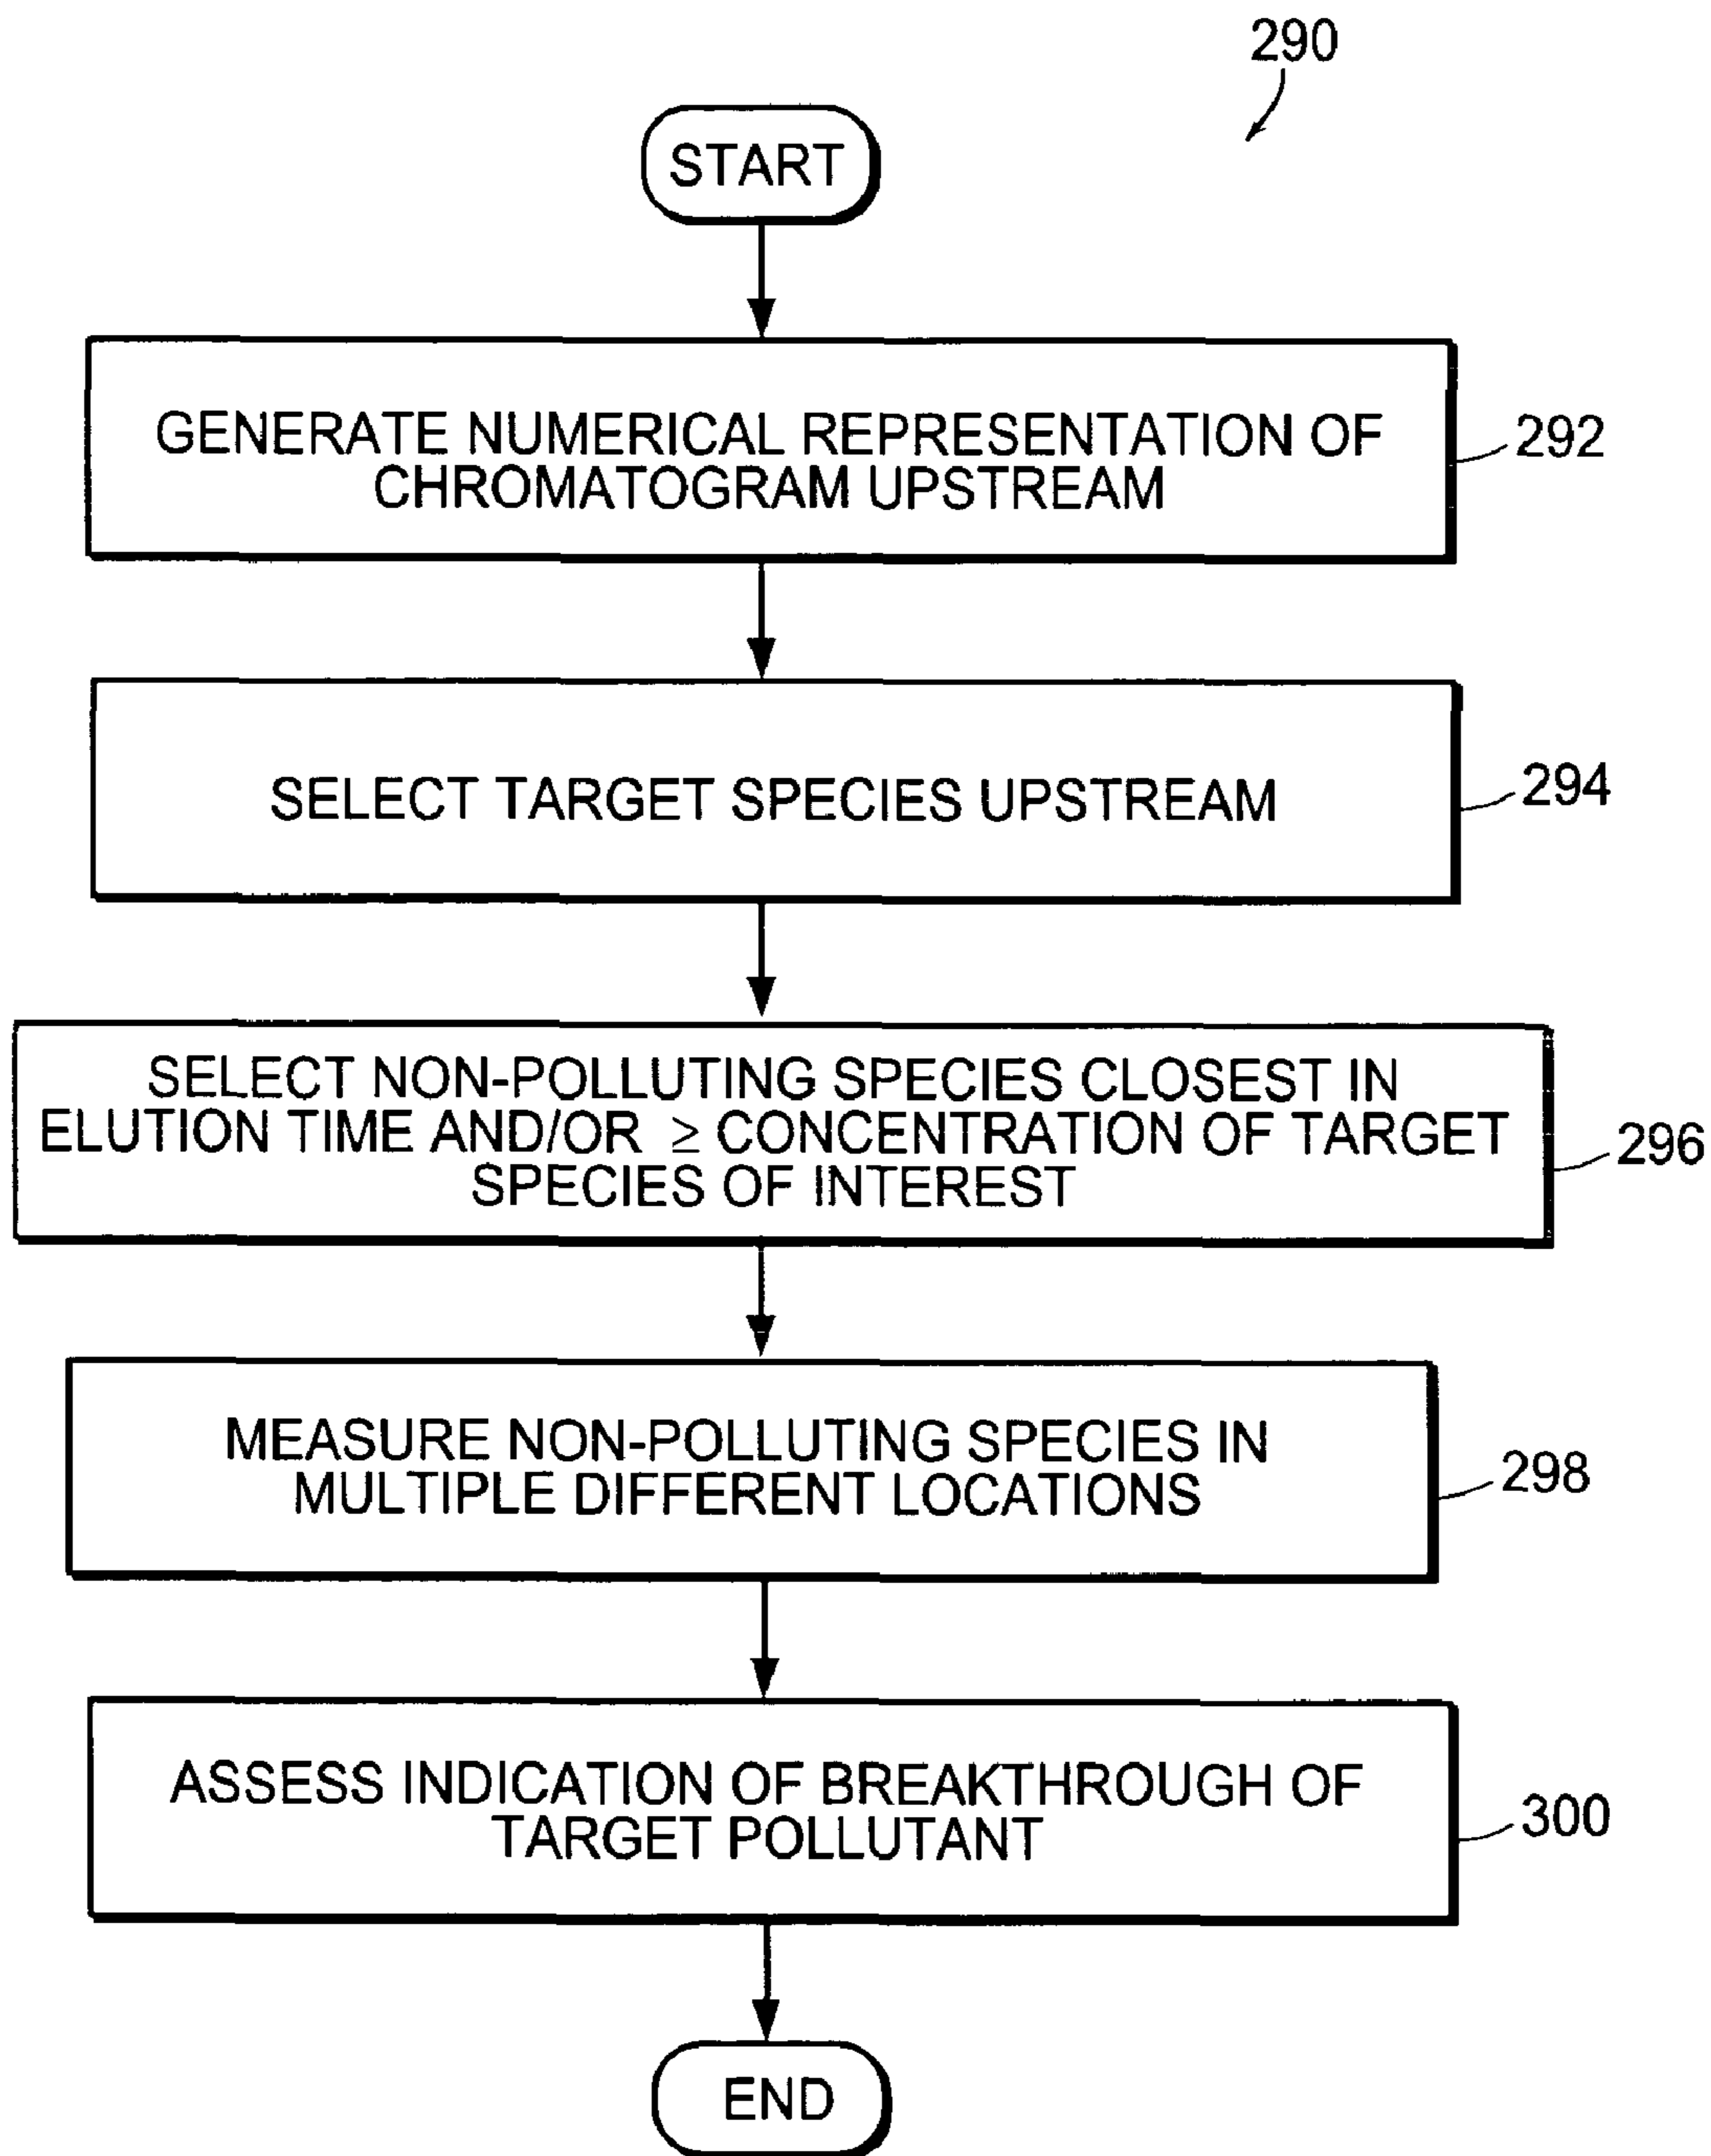 290
START
GENERATE NUMERICAL REPRESENTATION OF
CHROMATOGRAM UPSTREAM
292
SELECT TARGET SPECIES UPSTREAM
294
SELECT NON-POLLUTING SPECIES CLOSEST IN
ELUTION TIME AND/OR ≥ CONCENTRATION OF TARGET
SPECIES OF INTEREST
296
MEASURE NON-POLLUTING SPECIES IN
MULTIPLE DIFFERENT LOCATIONS
298
ASSESS INDICATION OF BREAKTHROUGH OF
TARGET POLLUTANT
300
END